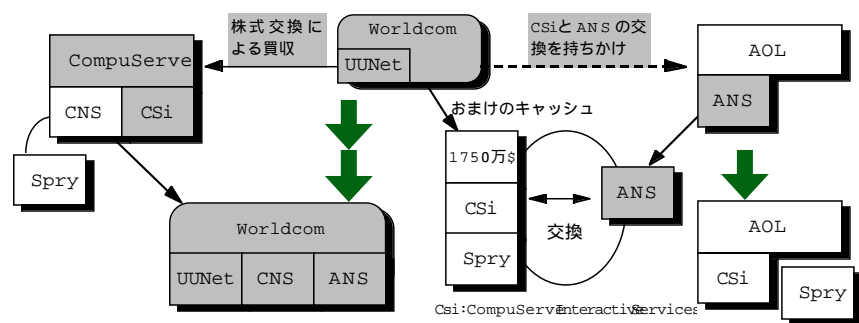 株式交換に
よる買収
Worldcom
UUNet
CSiとANSの交
換を持ちかけ
AOL
ANS
CompuServe
CNS
CSi
Spry
おまけのキャッシュ
1750万$
CSi
Spry
交換
ANS
Worldcom
UUNet
CNS
ANS
AOL
CSi
Spry
Csi:CompuServeInteractiveServices